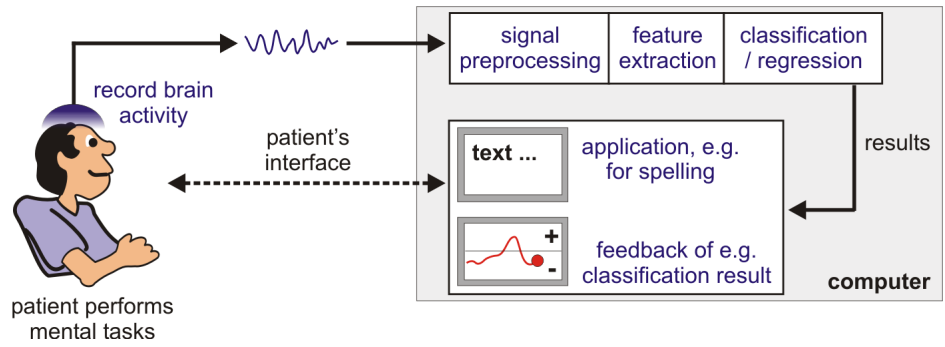 record brain
activity
signal
preprocessing
feature
extraction
classification
/ regression
results
patient's
interface
text ...
application, e.g.
for spelling
+
-
feedback of e.g.
classification result
computer
patient performs
mental tasks